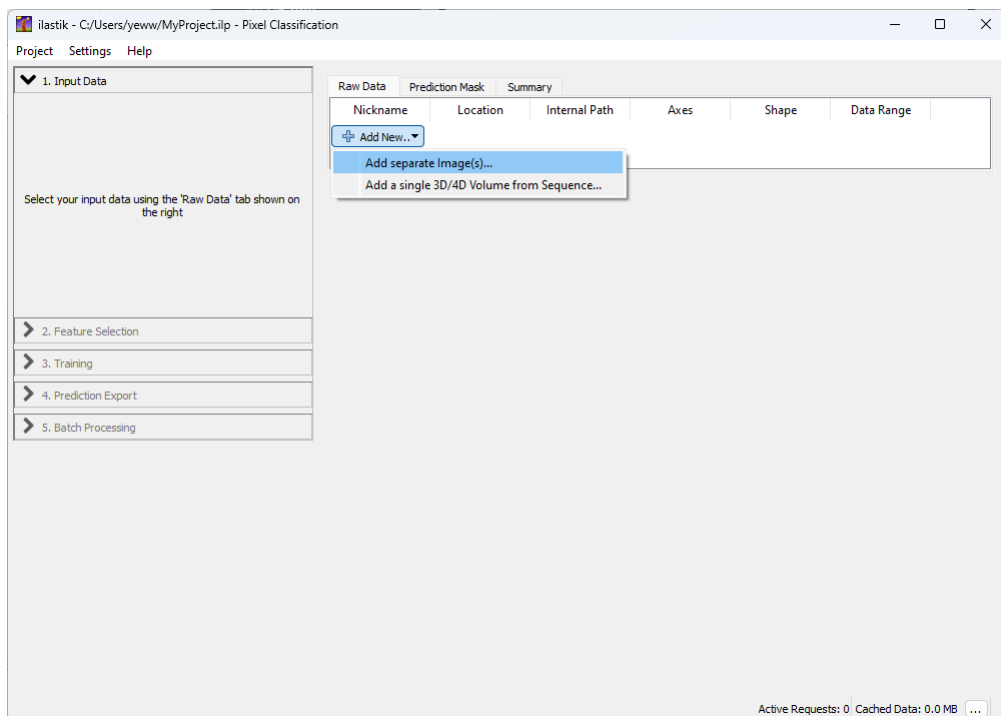 ilastik - C:/Users/yeww/MyProject.ilp - Pixel Classification
Project Settings Help
1. Input Data
Select your input data using the 'Raw Data' tab shown on
the right
2. Feature Selection
3. Training
4. Prediction Export
5. Batch Processing
Raw Data Prediction Mask Summary
Nickname Location Internal Path Axes Shape Data Range
Add New...
Add separate Image(s)...
Add a single 3D/4D Volume from Sequence...
Active Requests: 0 Cached Data: 0.0 MB ...